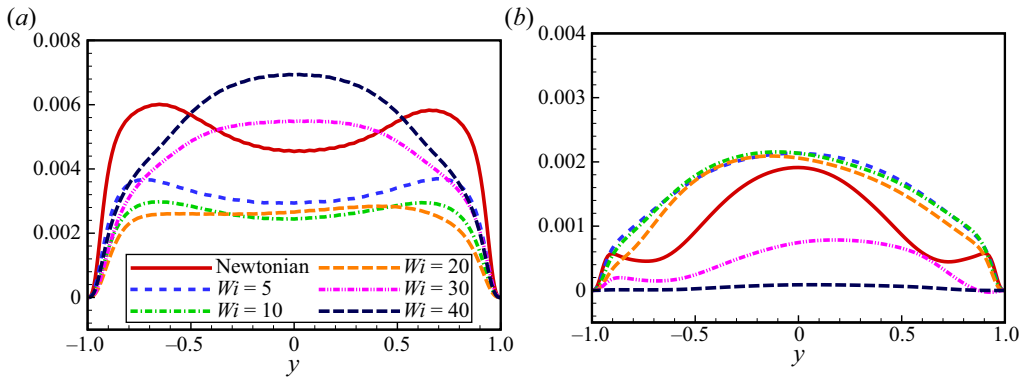 (a)
0.008
0.006
0.004
0.002
0
Newtonian
Wi = 5
Wi = 10
Wi = 20
Wi = 30
Wi = 40
−1.0 −0.5 0 0.5 1.0
y
(b)
0.004
0.003
0.002
0.001
0
−1.0 −0.5 0 0.5 1.0
y